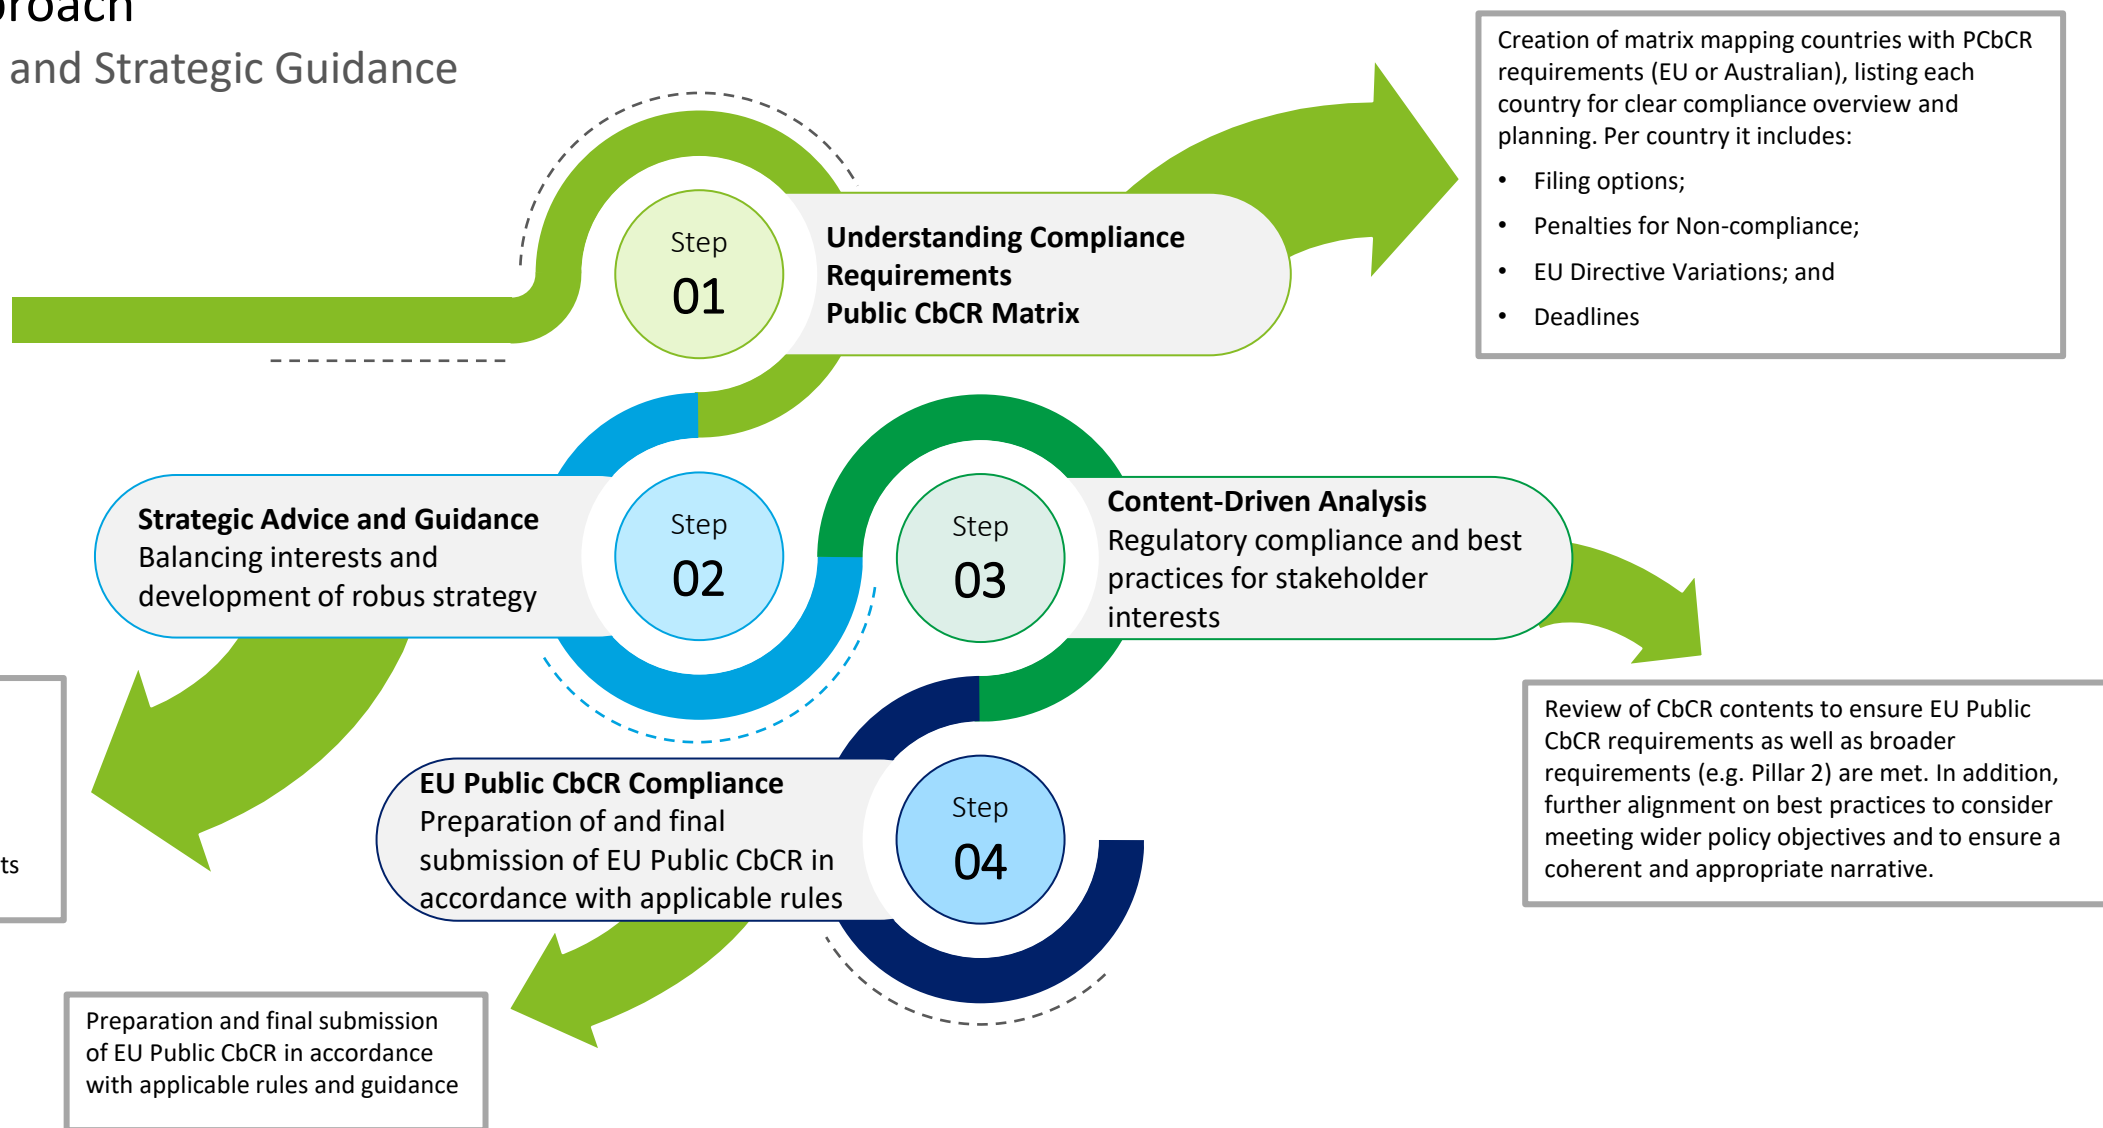 and Strategic Guidance
Creation of matrix mapping countries with PCbCR
requirements (EU or Australian), listing each
country for clear compliance overview and
planning. Per country it includes:
• Filing options;
• Penalties for Non-compliance;
• EU Directive Variations; and
• Deadlines
Step
01
Understanding Compliance
Requirements
Public CbCR Matrix
Strategic Advice and Guidance
Balancing interests and
development of robus strategy
Step
02
Step
03
Content-Driven Analysis
Regulatory compliance and best
practices for stakeholder
interests
Review of CbCR contents to ensure EU Public
CbCR requirements as well as broader
requirements (e.g. Pillar 2) are met. In addition,
further alignment on best practices to consider
meeting wider policy objectives and to ensure a
coherent and appropriate narrative.
EU Public CbCR Compliance
Preparation of and final
submission of EU Public CbCR in
accordance with applicable rules
Step
04
Preparation and final submission
of EU Public CbCR in accordance
with applicable rules and guidance